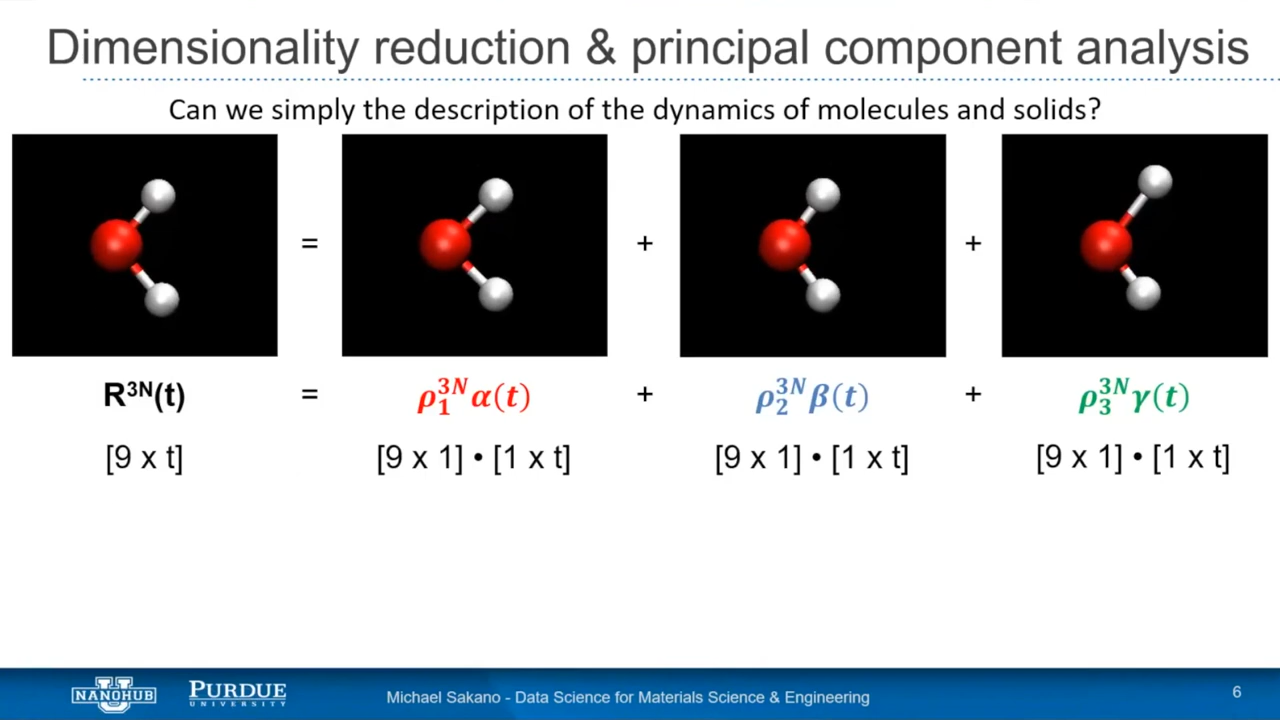 Dimensionality reduction & principal component analysis
Can we simply the description of the dynamics of molecules and solids?
= + +
R³ᴺ(t) = ρ₁³ᴺα(t) + ρ₂³ᴺβ(t) + ρ₃³ᴺγ(t)
[9 x t] [9 x 1] • [1 x t] [9 x 1] • [1 x t] [9 x 1] • [1 x t]
NANOHUB
PURDUE
UNIVERSITY
Michael Sakano - Data Science for Materials Science & Engineering
6